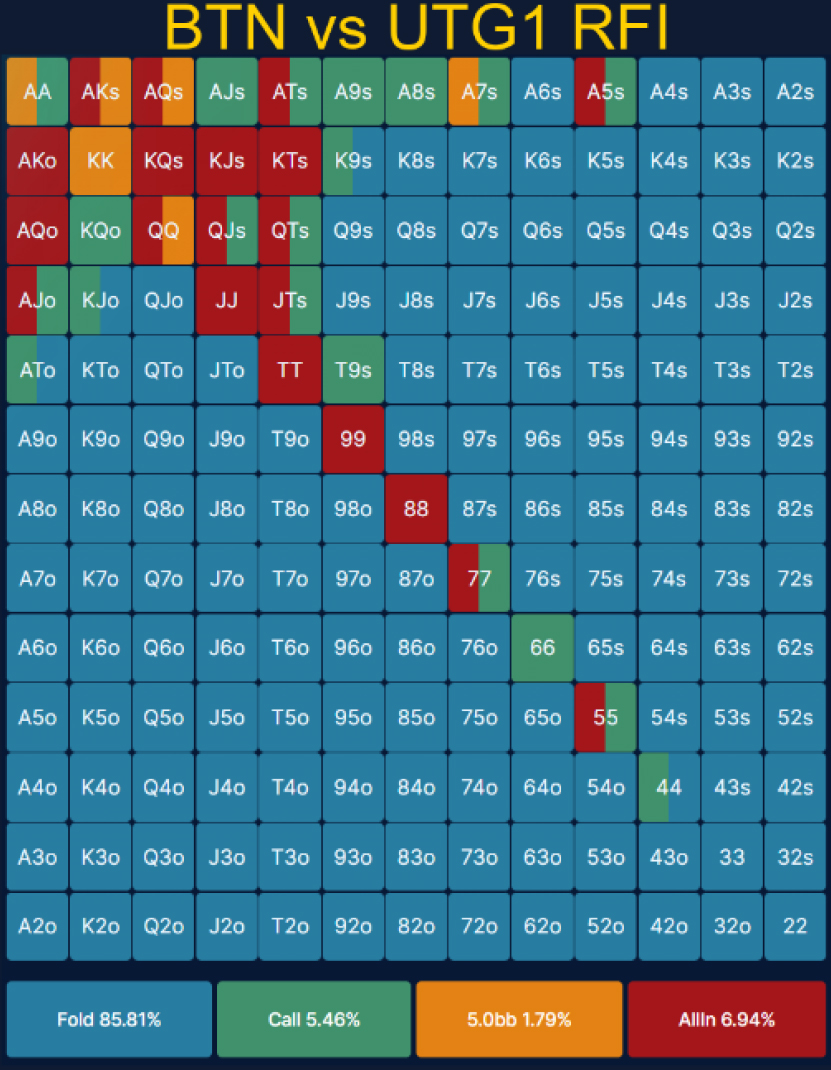 BTN vs UTG1 RFI
AA AKs AQs AJs ATs A9s A8s A7s A6s A5s A4s A3s A2s
AKo KK KQs KJs KTs K9s K8s K7s K6s K5s K4s K3s K2s
AQo KQo QQ QJs QTs Q9s Q8s Q7s Q6s Q5s Q4s Q3s Q2s
AJo KJo QJo JJ JTs J9s J8s J7s J6s J5s J4s J3s J2s
ATo KTo QTo JTo TT T9s T8s T7s T6s T5s T4s T3s T2s
A9o K9o Q9o J9o T9o 99 98s 97s 96s 95s 94s 93s 92s
A8o K8o Q8o J8o T8o 98o 88 87s 86s 85s 84s 83s 82s
A7o K7o Q7o J7o T7o 97o 87o 77 76s 75s 74s 73s 72s
A6o K6o Q6o J6o T6o 96o 86o 76o 66 65s 64s 63s 62s
A5o K5o Q5o J5o T5o 95o 85o 75o 65o 55 54s 53s 52s
A4o K4o Q4o J4o T4o 94o 84o 74o 64o 54o 44 43s 42s
A3o K3o Q3o J3o T3o 93o 83o 73o 63o 53o 43o 33 32s
A2o K2o Q2o J2o T2o 92o 82o 72o 62o 52o 42o 32o 22
Fold 85.81% Call 5.46% 5.0bb 1.79% AllIn 6.94%